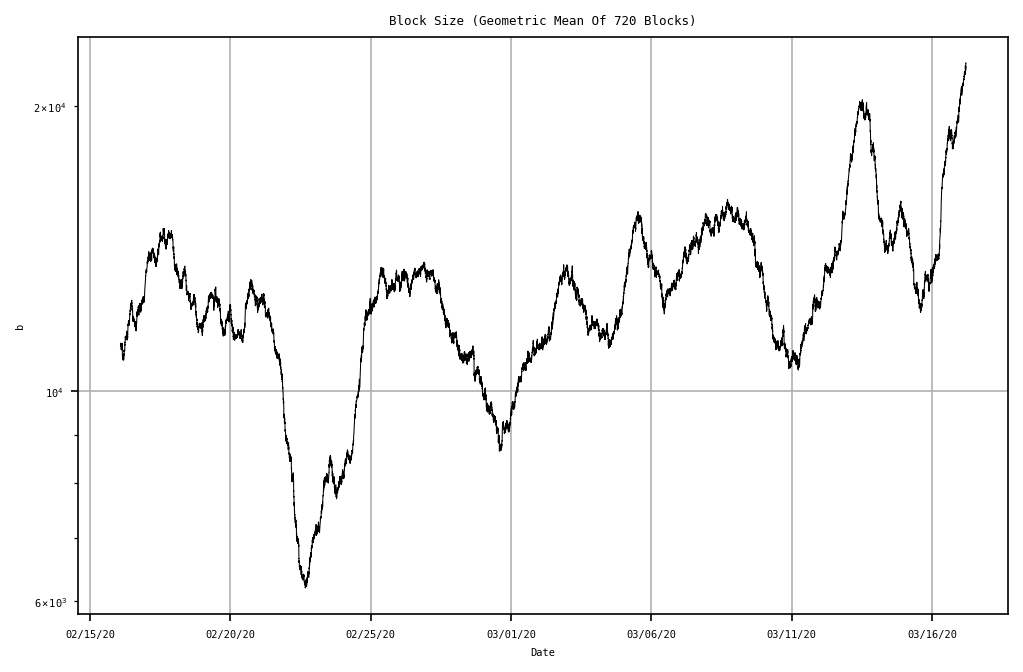 Block Size (Geometric Mean Of 720 Blocks)
2×10⁴
b
10⁴
6×10³
02/15/20 02/20/20 02/25/20 03/01/20 03/06/20 03/11/20 03/16/20
Date